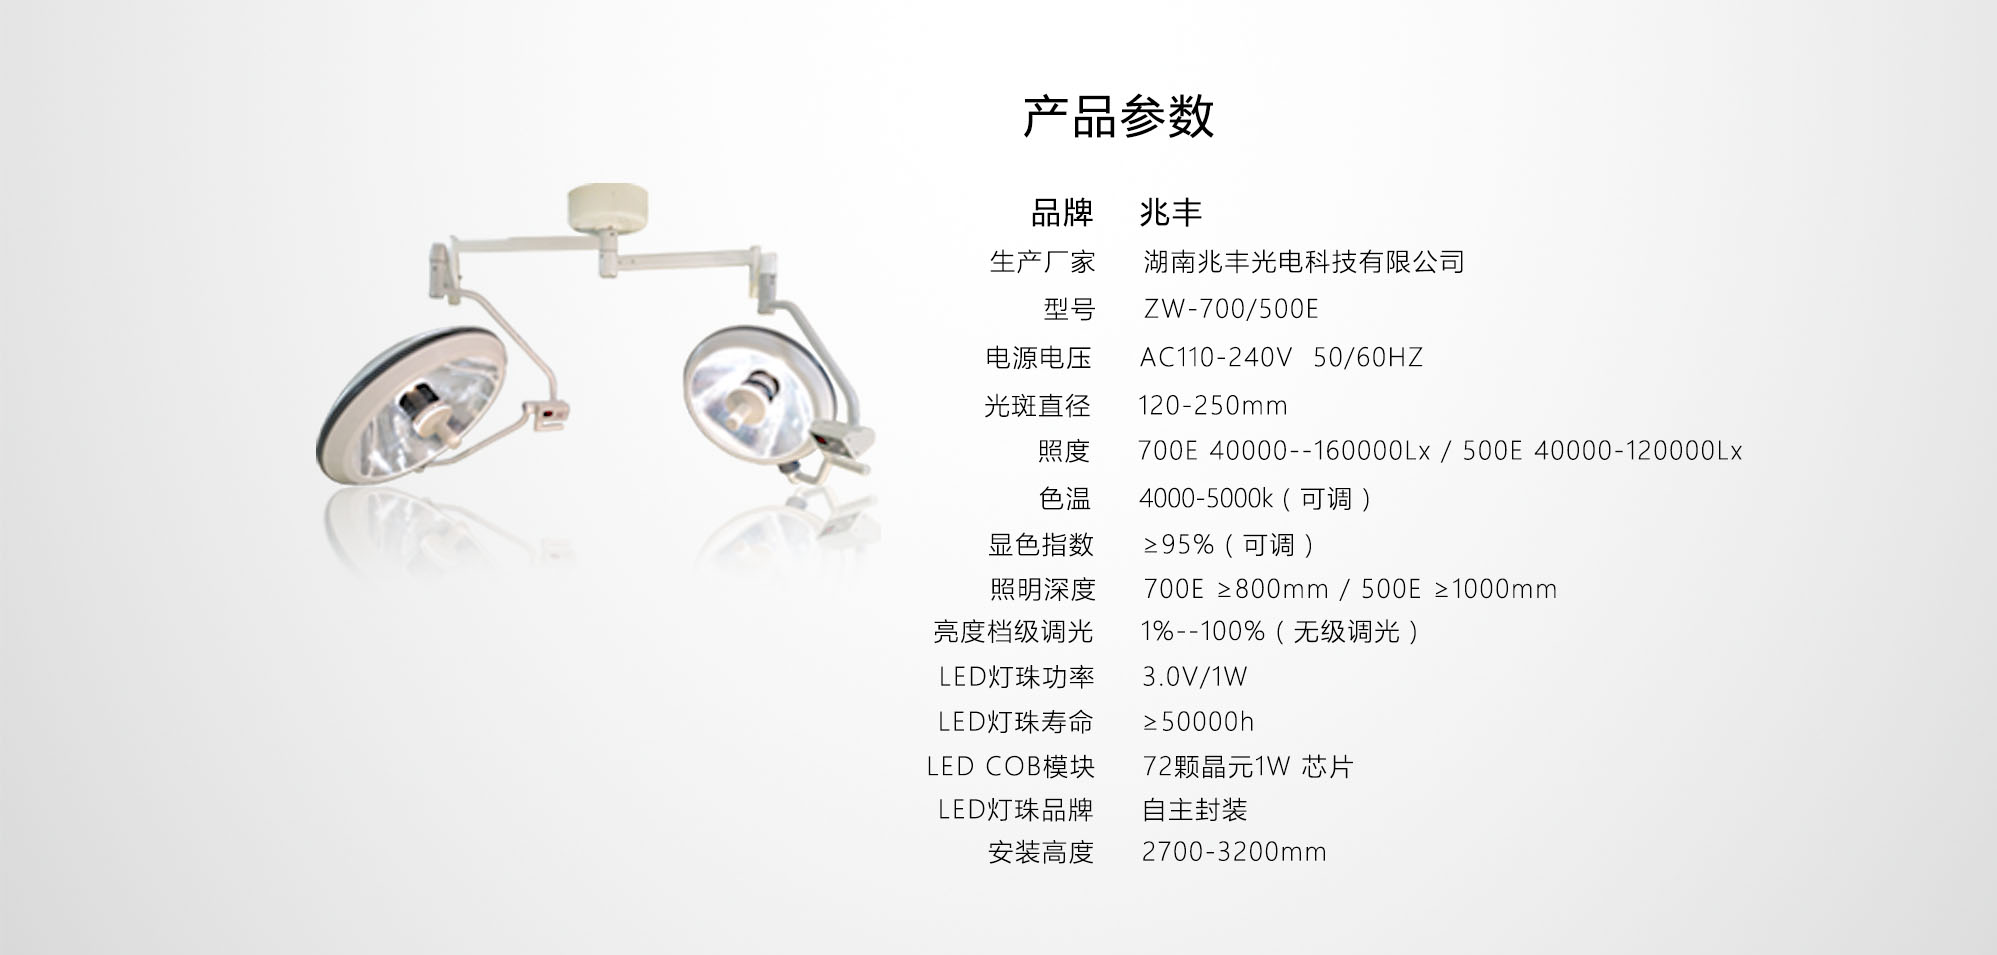 产品参数
品牌 兆丰
生产厂家 湖南兆丰光电科技有限公司
型号 ZW-700/500E
电源电压 AC110-240V 50/60HZ
光斑直径 120-250mm
照度 700E 40000--160000Lx / 500E 40000-120000Lx
色温 4000-5000k（可调）
显色指数 ≥95%（可调）
照明深度 700E ≥800mm / 500E ≥1000mm
亮度档级调光 1%--100%（无级调光）
LED灯珠功率 3.0V/1W
LED灯珠寿命 ≥50000h
LED COB模块 72颗晶元1W 芯片
LED灯珠品牌 自主封装
安装高度 2700-3200mm